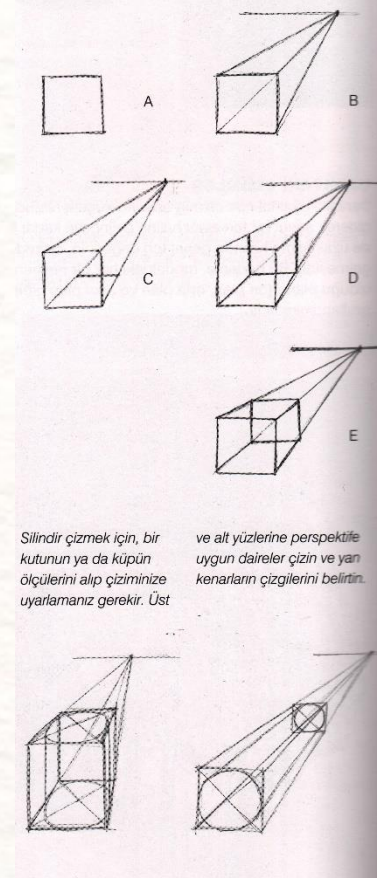 A
B
C
D
E
Silindir çizmek için, bir
kutunun ya da küpün
ölçülerini alıp çiziminize
uyarlamanız gerekir. Üst
ve alt yüzlerine perspektife
uygun daireler çizin ve yan
kenarların çizgilerini belirtin.